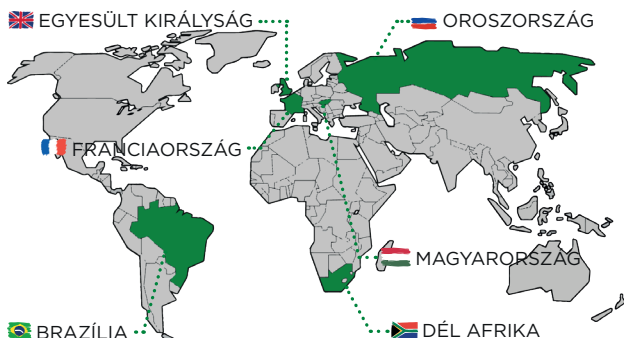 EGYESÜLT KIRÁLYSÁG
OROSZORSZÁG
FRANCIAORSZÁG
MAGYARORSZÁG
BRAZÍLIA
DÉL AFRIKA